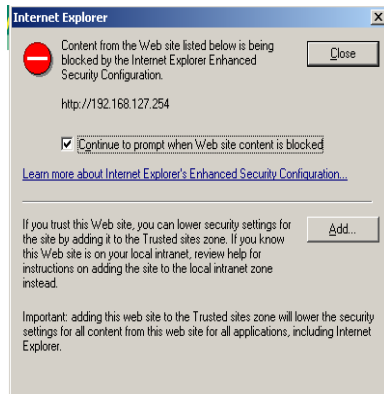 Internet Explorer
Content from the Web site listed below is being
blocked by the Internet Explorer Enhanced
Security Configuration.
Close
http://192.168.127.254
Continue to prompt when Web site content is blocked
Learn more about Internet Explorer's Enhanced Security Configuration...
If you trust this Web site, you can lower security settings for
the site by adding it to the Trusted sites zone. If you know
this Web site is on your local intranet, review help for
instructions on adding the site to the local intranet zone
instead.
Add...
Important: adding this web site to the Trusted sites zone will lower the security
settings for all content from this web site for all applications, including Internet
Explorer.